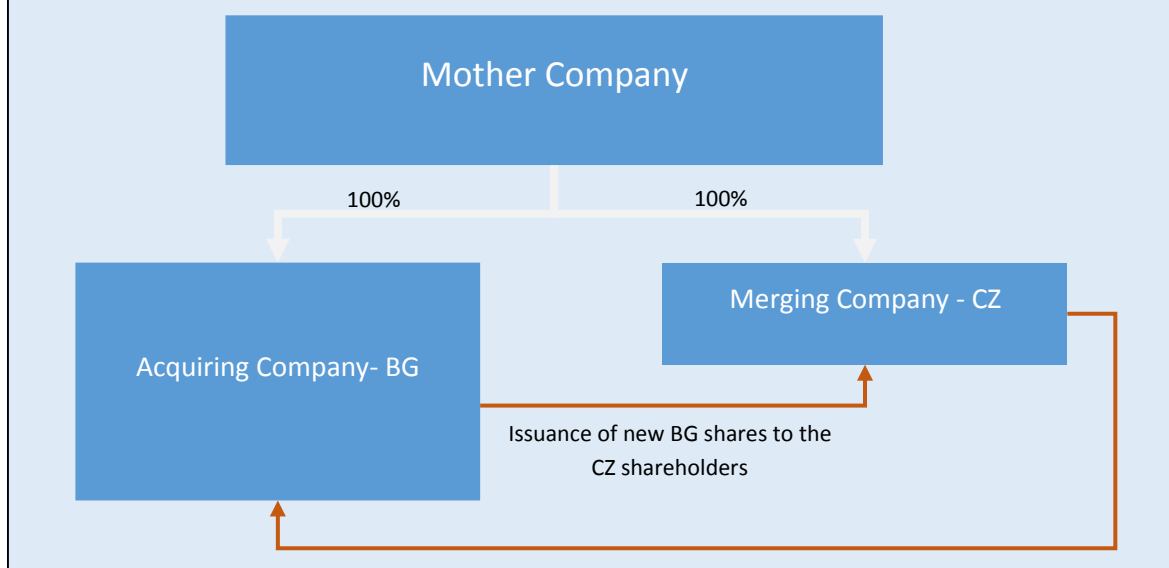 Mother Company
100%
100%
Merging Company - CZ
Acquiring Company- BG
Issuance of new BG shares to the
CZ shareholders